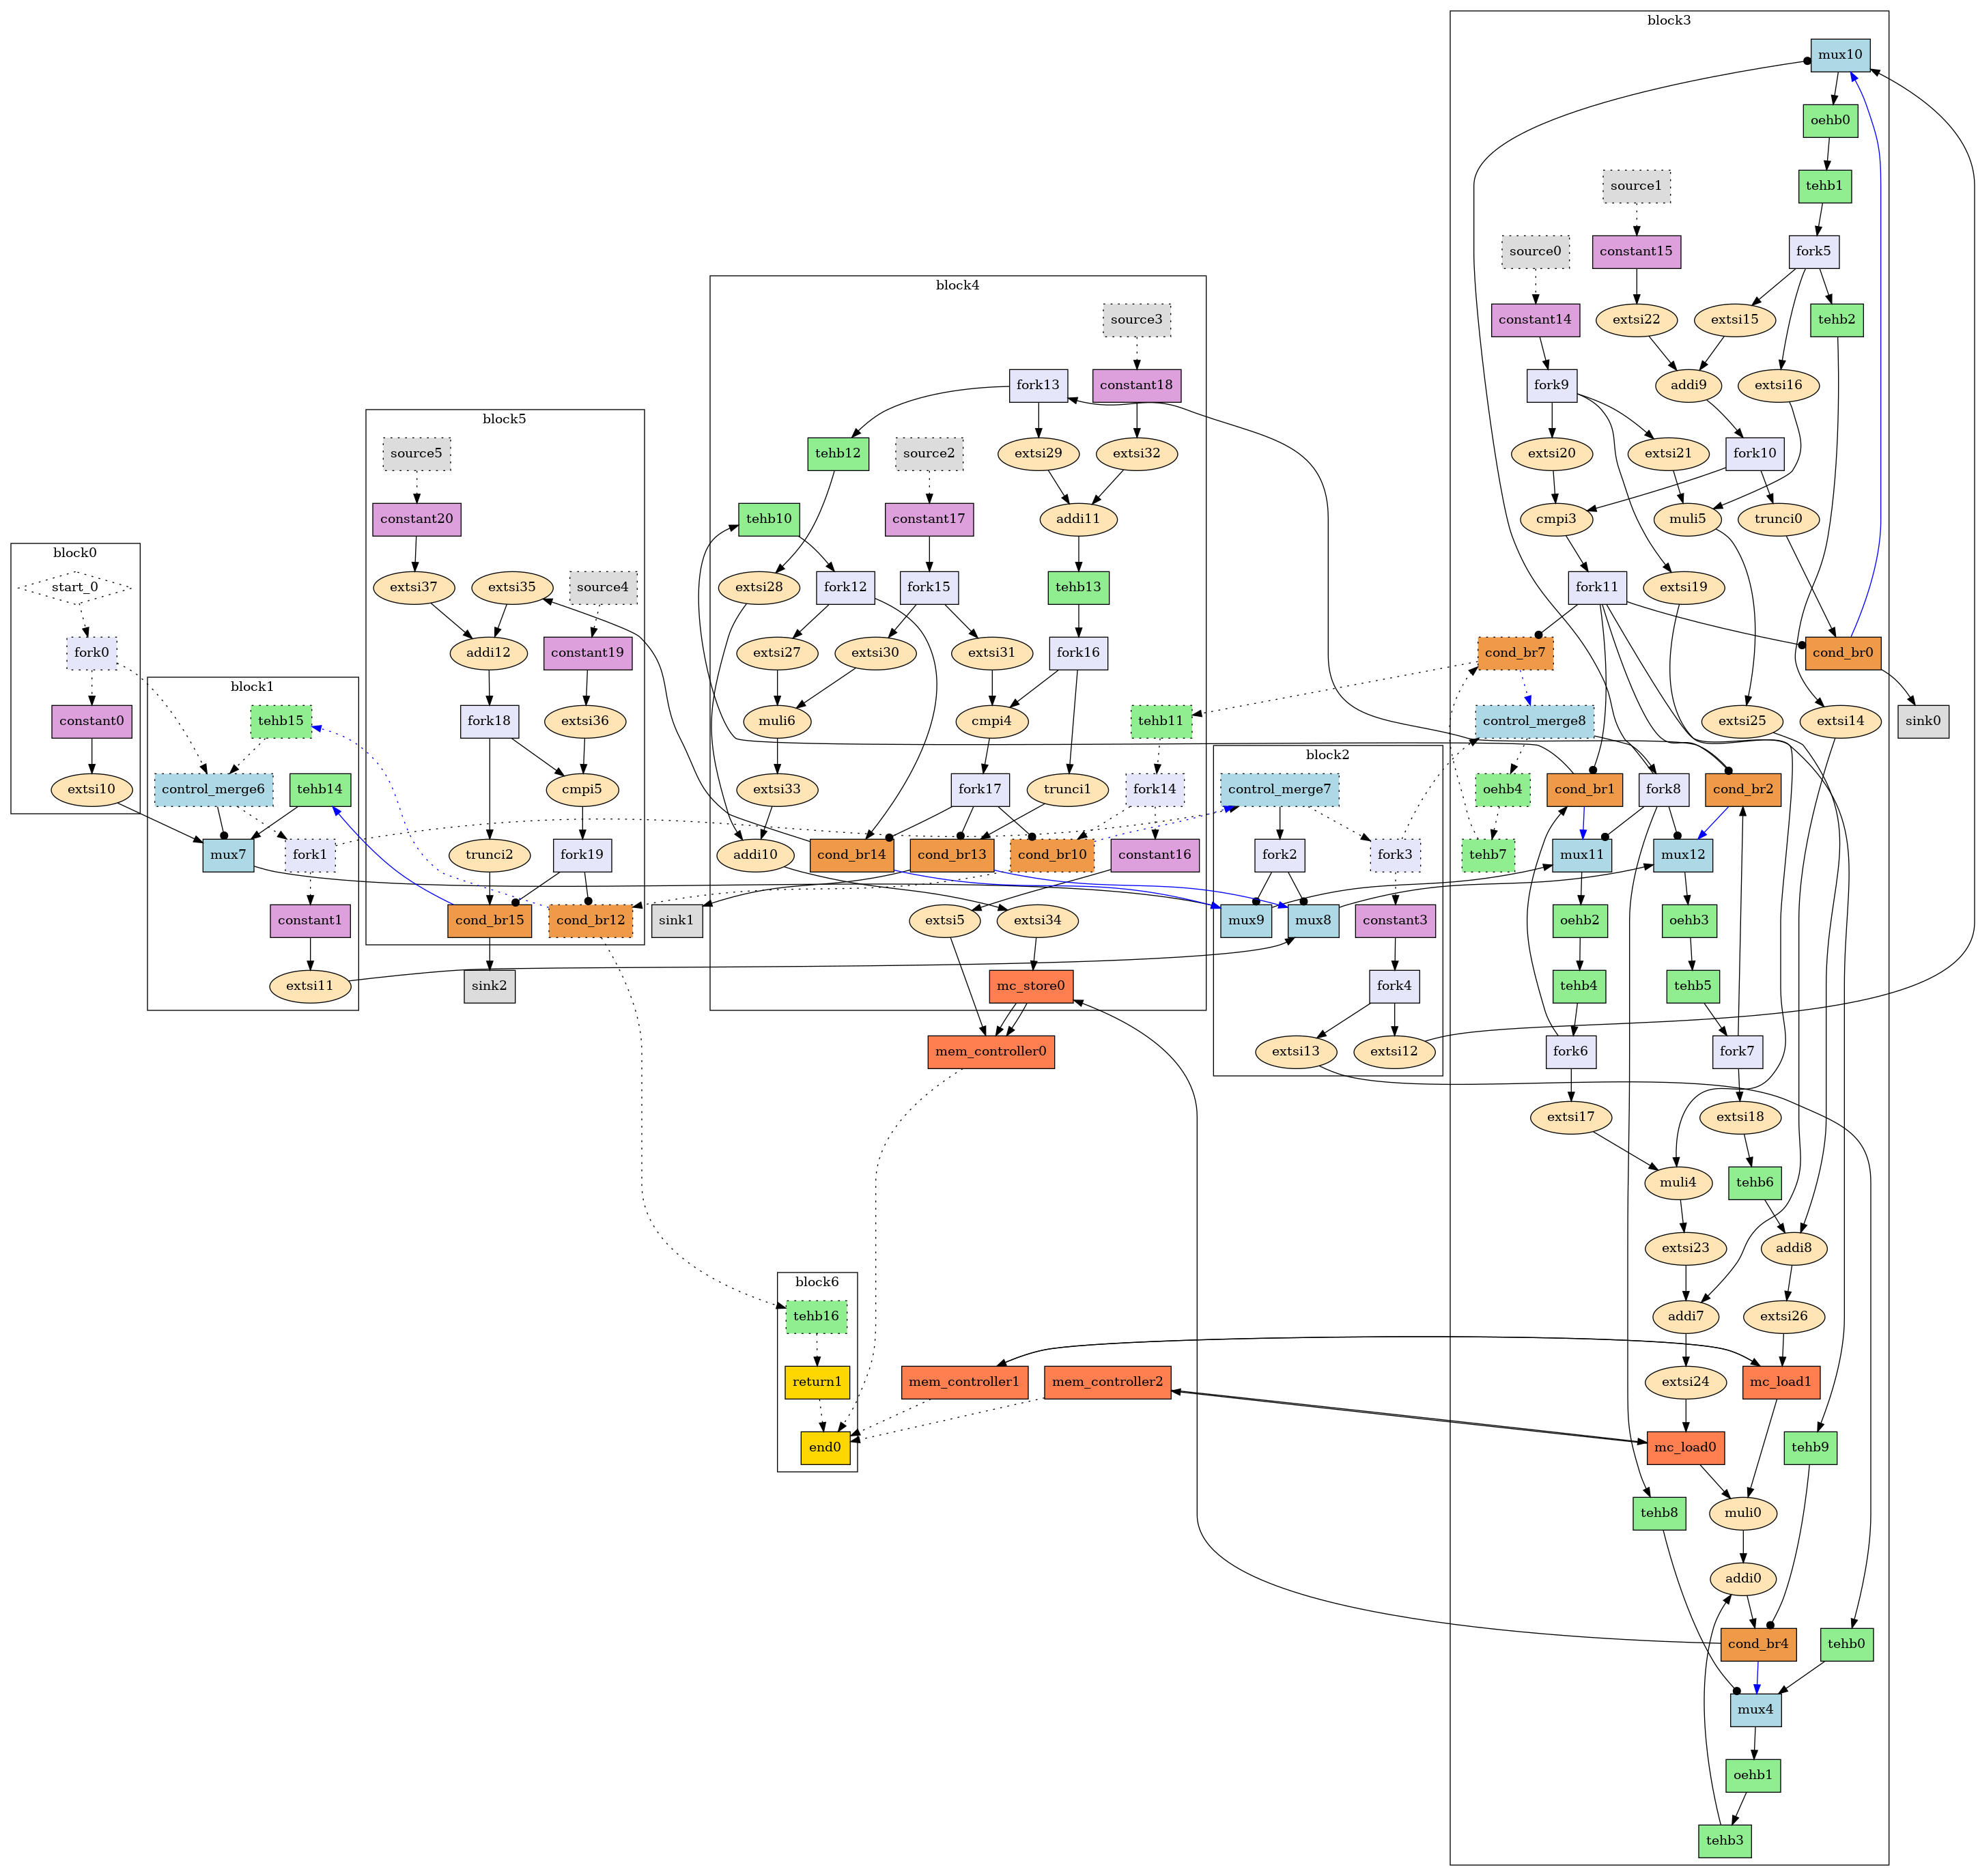 block3
mux10
oehb0
source1
tehb1
source0
constant15
fork5
block4
source3
constant14
extsi22
extsi15
tehb2
fork13
constant18
fork9
addi9
extsi16
block5
source5
tehb12
source2
extsi29
extsi32
extsi20
extsi21
fork10
constant20
tehb10
constant17
addi11
cmpi3
muli5
trunci0
block0
start_0
extsi37
extsi35
source4
extsi28
fork12
fork15
tehb13
fork11
extsi19
fork0
addi12
constant19
extsi27
extsi30
extsi31
fork16
cond_br7
cond_br0
block1
constant0
tehb15
fork18
extsi36
muli6
cmpi4
tehb11
control_merge8
extsi25
extsi14
sink0
block2
extsi10
control_merge6
tehb14
cmpi5
extsi33
fork17
trunci1
fork14
control_merge7
oehb4
cond_br1
fork8
cond_br2
mux7
fork1
trunci2
fork19
addi10
cond_br14
cond_br13
cond_br10
constant16
fork2
fork3
tehb7
mux11
mux12
constant1
cond_br15
cond_br12
sink1
extsi5
extsi34
mux9
mux8
constant3
oehb2
oehb3
extsi11
sink2
mc_store0
fork4
tehb4
tehb5
mem_controller0
extsi13
extsi12
fork6
fork7
extsi17
extsi18
muli4
tehb6
extsi23
addi8
block6
tehb16
addi7
extsi26
return1
mem_controller1
mem_controller2
extsi24
mc_load1
end0
mc_load0
tehb9
tehb8
muli0
addi0
cond_br4
tehb0
mux4
oehb1
tehb3